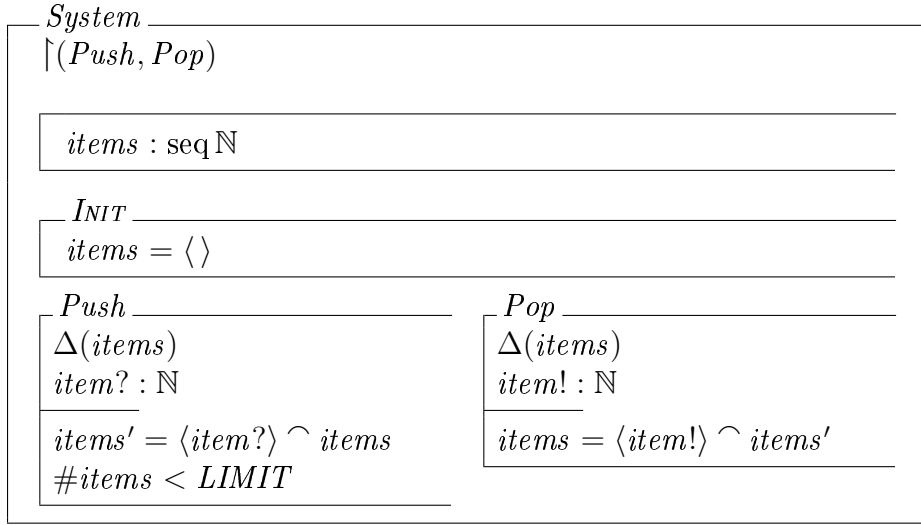 System
↾(Push, Pop)
items : seq ℕ
INIT
items = ⟨ ⟩
Push
Δ(items)
item? : ℕ
items′ = ⟨item?⟩ ⌢ items
#items < LIMIT
Pop
Δ(items)
item! : ℕ
items = ⟨item!⟩ ⌢ items′